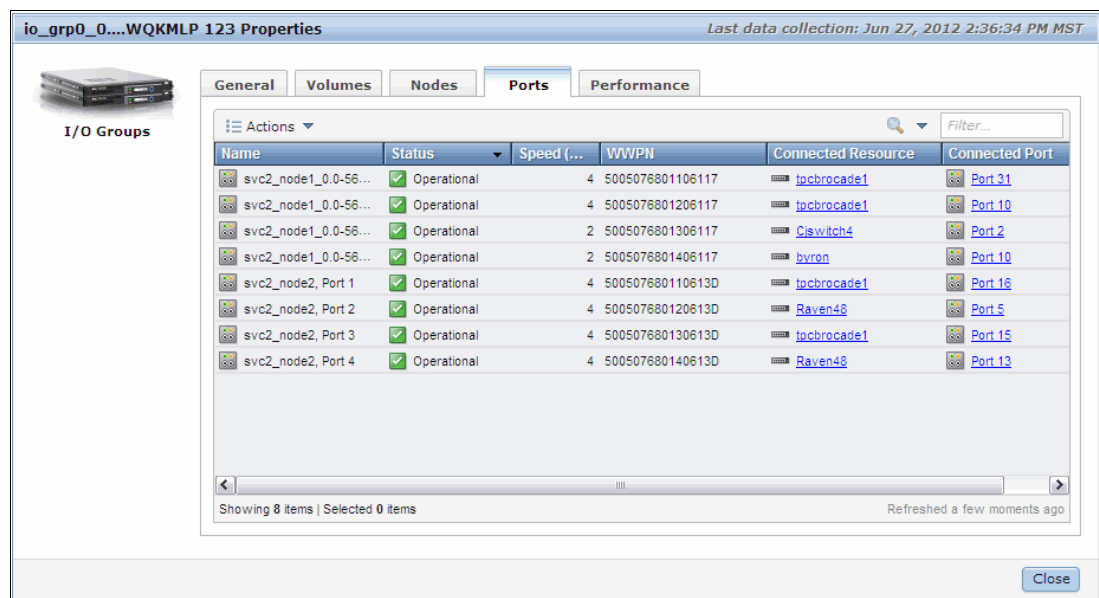 io_grp0_0....WQKMLP 123 Properties Last data collection: Jun 27, 2012 2:36:34 PM MST
I/O Groups
General Volumes Nodes Ports Performance
Actions Filter...
Name Status Speed (... WWPN Connected Resource Connected Port
svc2_node1_0.0-56... Operational 4 5005076801106117 tpcbrocade1 Port 31
svc2_node1_0.0-56... Operational 4 5005076801206117 tpcbrocade1 Port 10
svc2_node1_0.0-56... Operational 2 5005076801306117 Cjswitch4 Port 2
svc2_node1_0.0-56... Operational 2 5005076801406117 byron Port 10
svc2_node2, Port 1 Operational 4 500507680110613D tpcbrocade1 Port 16
svc2_node2, Port 2 Operational 4 500507680120613D Raven48 Port 5
svc2_node2, Port 3 Operational 4 500507680130613D tpcbrocade1 Port 15
svc2_node2, Port 4 Operational 4 500507680140613D Raven48 Port 13
Showing 8 items | Selected 0 items Refreshed a few moments ago
Close